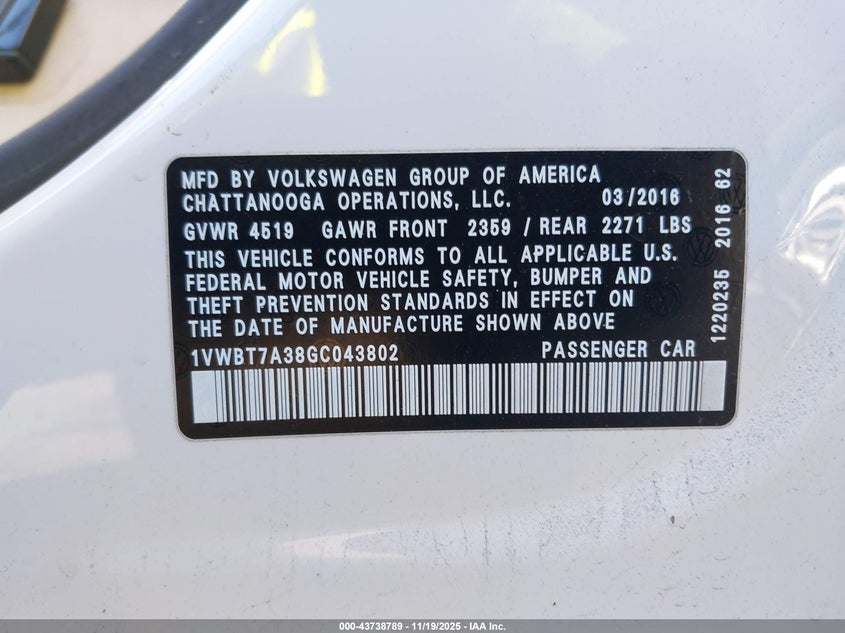 MFD BY VOLKSWAGEN GROUP OF AMERICA
CHATTANOOGA OPERATIONS, LLC. 03/2016
GVWR 4519 GAWR FRONT 2359 / REAR 2271 LBS
THIS VEHICLE CONFORMS TO ALL APPLICABLE U.S.
FEDERAL MOTOR VEHICLE SAFETY, BUMPER AND
THEFT PREVENTION STANDARDS IN EFFECT ON
THE DATE OF MANUFACTURE SHOWN ABOVE
1VWBT7A38GC043802 PASSENGER CAR
1220235 2016 62
000-43738789 - 11/19/2025 - IAA Inc.